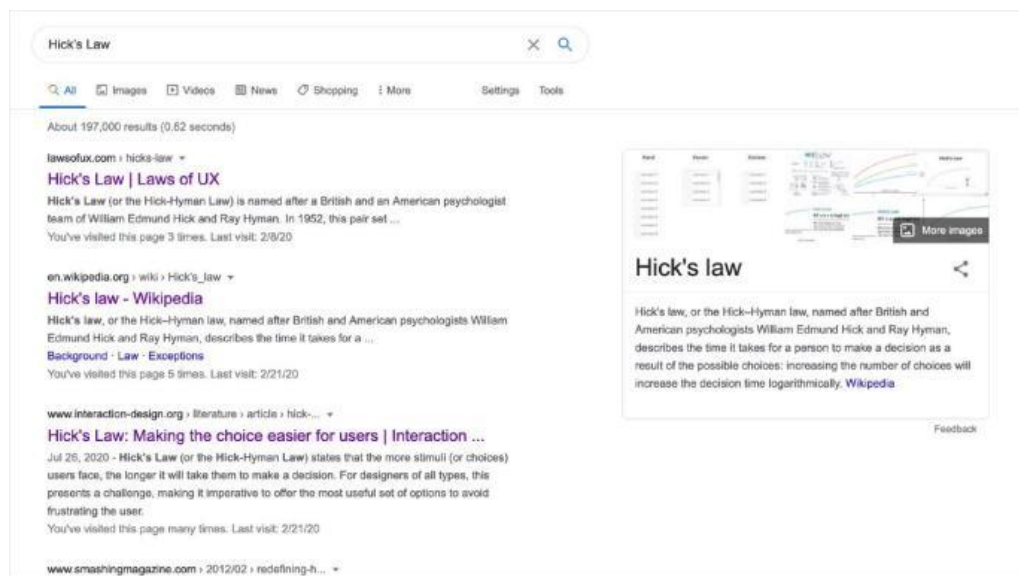 Hick's Law
All Images Videos News Shopping More Settings Tools
About 197,000 results (0.62 seconds)
lawsofux.com › hicks-law
Hick's Law | Laws of UX
Hick's Law (or the Hick-Hyman Law) is named after a British and an American psychologist
team of William Edmund Hick and Ray Hyman. In 1952, this pair set ...
You've visited this page 3 times. Last visit: 2/8/20
en.wikipedia.org › wiki › Hick's_law
Hick's law - Wikipedia
Hick's law, or the Hick–Hyman law, named after British and American psychologists William
Edmund Hick and Ray Hyman, describes the time it takes for a ...
Background · Law · Exceptions
You've visited this page 5 times. Last visit: 2/21/20
www.interaction-design.org › literature › article › hick-...
Hick's Law: Making the choice easier for users | Interaction ...
Jul 26, 2020 - Hick's Law (or the Hick-Hyman Law) states that the more stimuli (or choices)
users face, the longer it will take them to make a decision. For designers of all types, this
presents a challenge, making it imperative to offer the most useful set of options to avoid
frustrating the user.
You've visited this page many times. Last visit: 2/21/20
www.smashingmagazine.com › 2012/02 › redefining-h...
More images
Hick's law
Hick's law, or the Hick–Hyman law, named after British and
American psychologists William Edmund Hick and Ray Hyman,
describes the time it takes for a person to make a decision as a
result of the possible choices: increasing the number of choices will
increase the decision time logarithmically. Wikipedia
Feedback